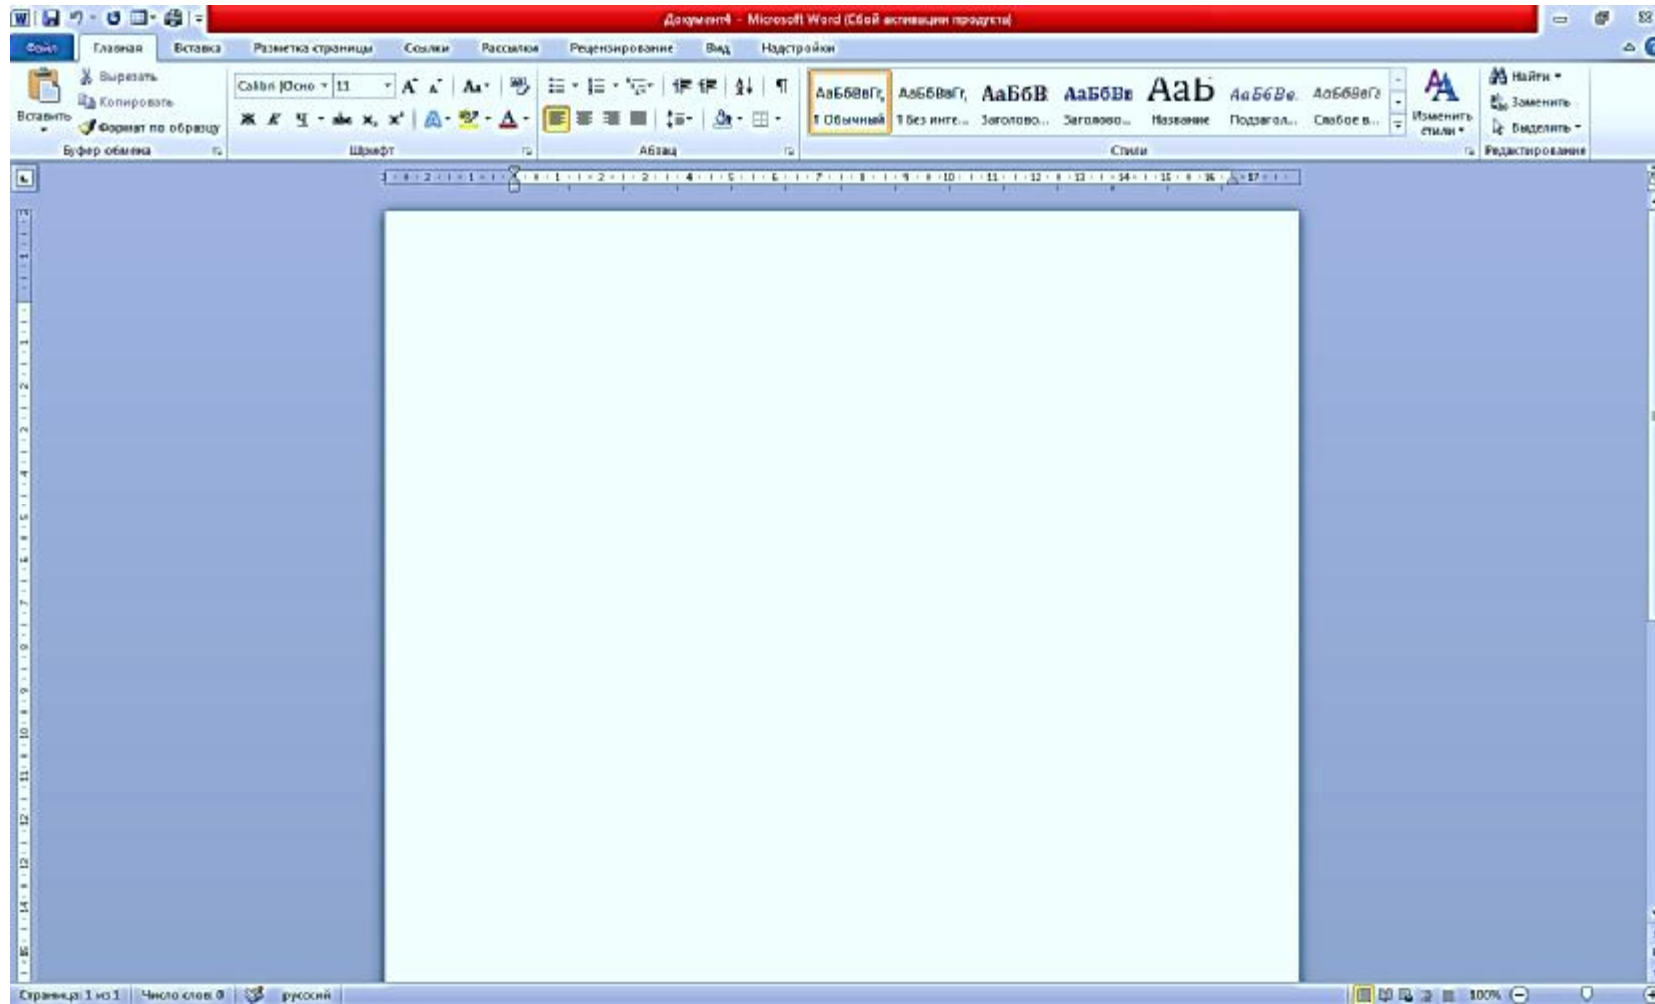 Документ4 - Microsoft Word (Сбой активации продукта)
Файл Главная Вставка Разметка страницы Ссылки Рассылки Рецензирование Вид Надстройки
Вставить
Вырезать
Копировать
Формат по образцу
Буфер обмена
Calibri (Осно 11
Ж К Ч abc x, x²
Шрифт
Абзац
АаБбВвГг, АаБбВвГг, АаБбВ АаБбВв АаЬ АаБбВв. АаБбВвГг
¶ Обычный ¶ Без инте... Заголово... Заголово... Название Подзагол... Слабое в...
Стили
Изменить
стили
Найти
Заменить
Выделить
Редактирование
Страница: 1 из 1 Число слов: 0 русский 100%